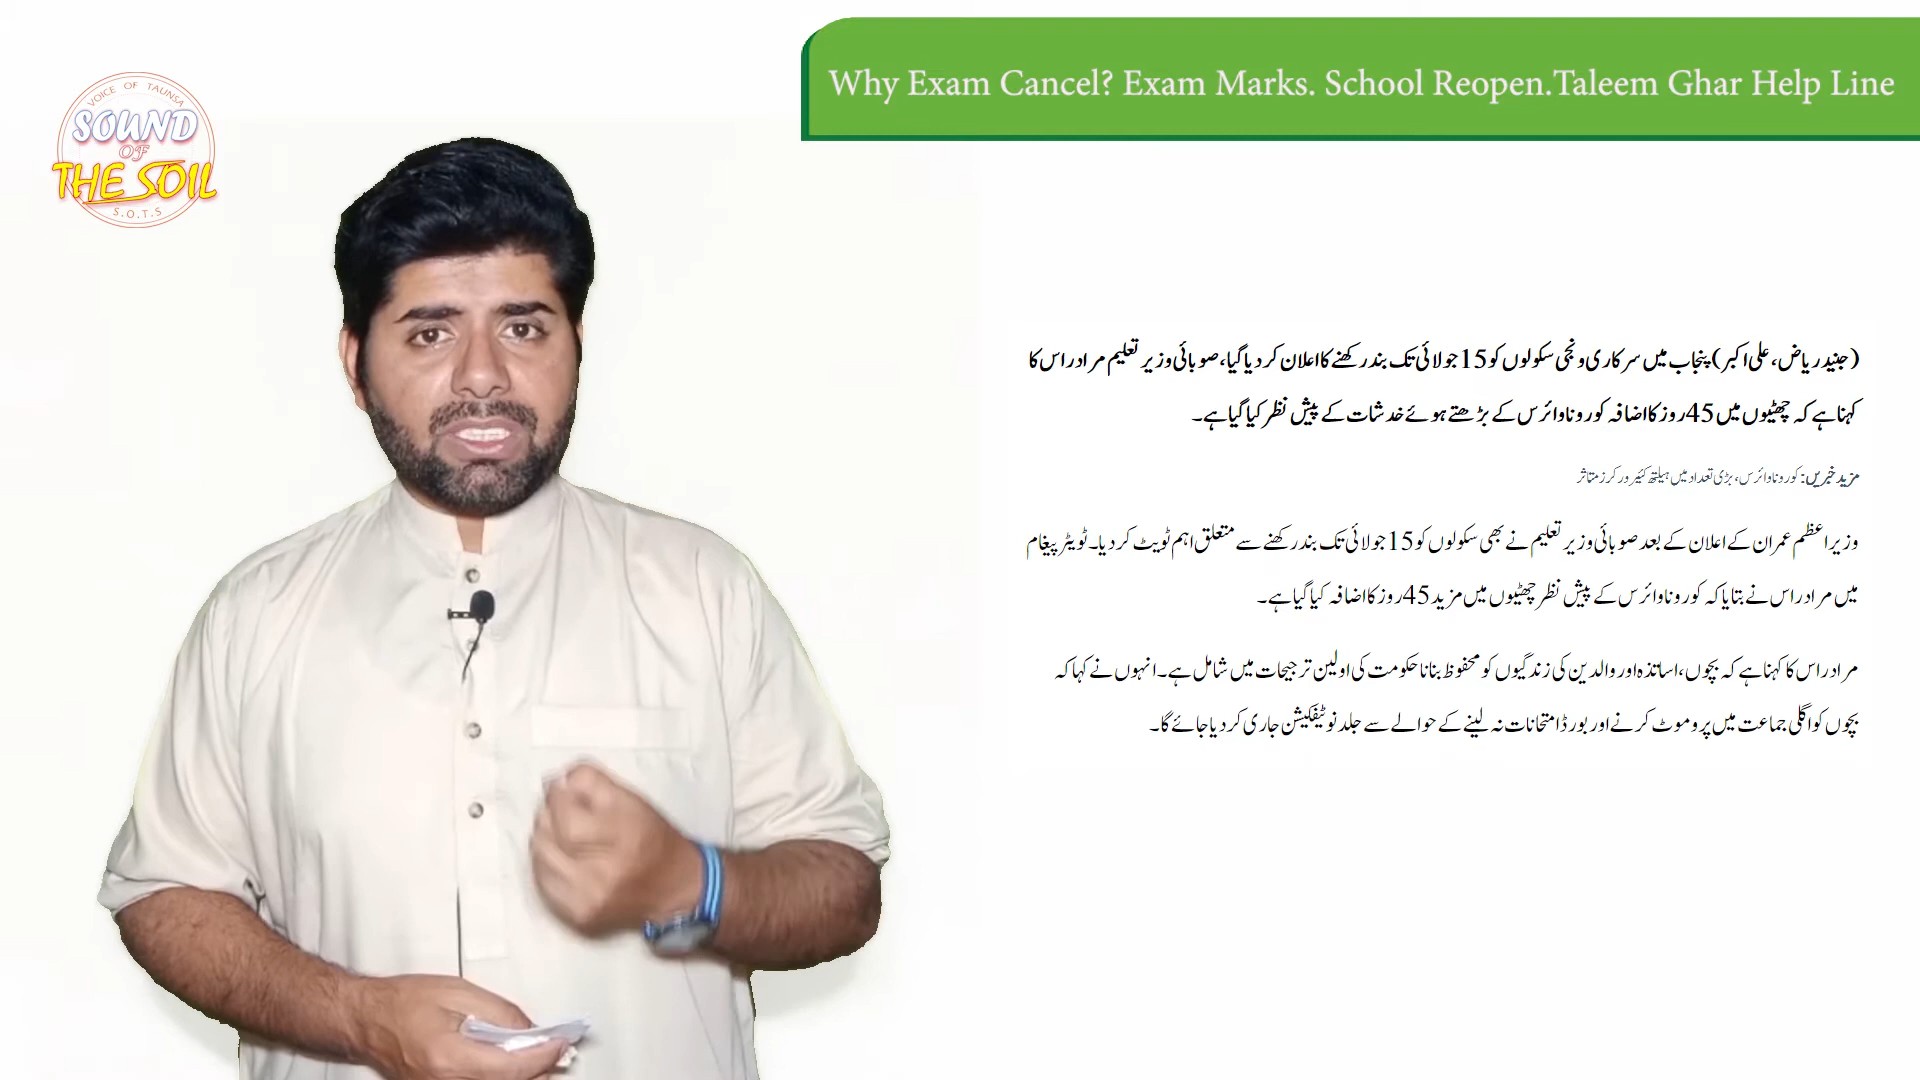 VOICE OF TAUNSA
SOUND
OF
THE SOIL
S.O.T.S
Why Exam Cancel? Exam Marks. School Reopen.Taleem Ghar Help Line
(جنید ریاض، علی اکبر) پنجاب میں سرکاری و نجی سکولوں کو 15 جولائی تک بند رکھنے کا اعلان کر دیا گیا، صوبائی وزیر تعلیم مراد راس کا
کہنا ہے کہ چھٹیوں میں 45 روز کا اضافہ کورونا وائرس کے بڑھتے ہوئے خدشات کے پیش نظر کیا گیا ہے۔
مزید خبریں: کورونا وائرس، بڑی تعداد میں ہیلتھ کئیر ورکرز متاثر
وزیراعظم عمران کے اعلان کے بعد صوبائی وزیر تعلیم نے بھی سکولوں کو 15 جولائی تک بند رکھنے سے متعلق اہم ٹویٹ کر دیا۔ ٹویٹر پیغام
میں مراد راس نے بتایا کہ کورونا وائرس کے پیش نظر چھٹیوں میں مزید 45 روز کا اضافہ کیا گیا ہے۔
مراد راس کا کہنا ہے کہ بچوں، اساتذہ اور والدین کی زندگیوں کو محفوظ بنانا حکومت کی اولین ترجیحات میں شامل ہے۔ انہوں نے کہا کہ
بچوں کو اگلی جماعت میں پروموٹ کرنے اور بورڈ امتحانات نہ لینے کے حوالے سے جلد نوٹیفکیشن جاری کر دیا جائے گا۔